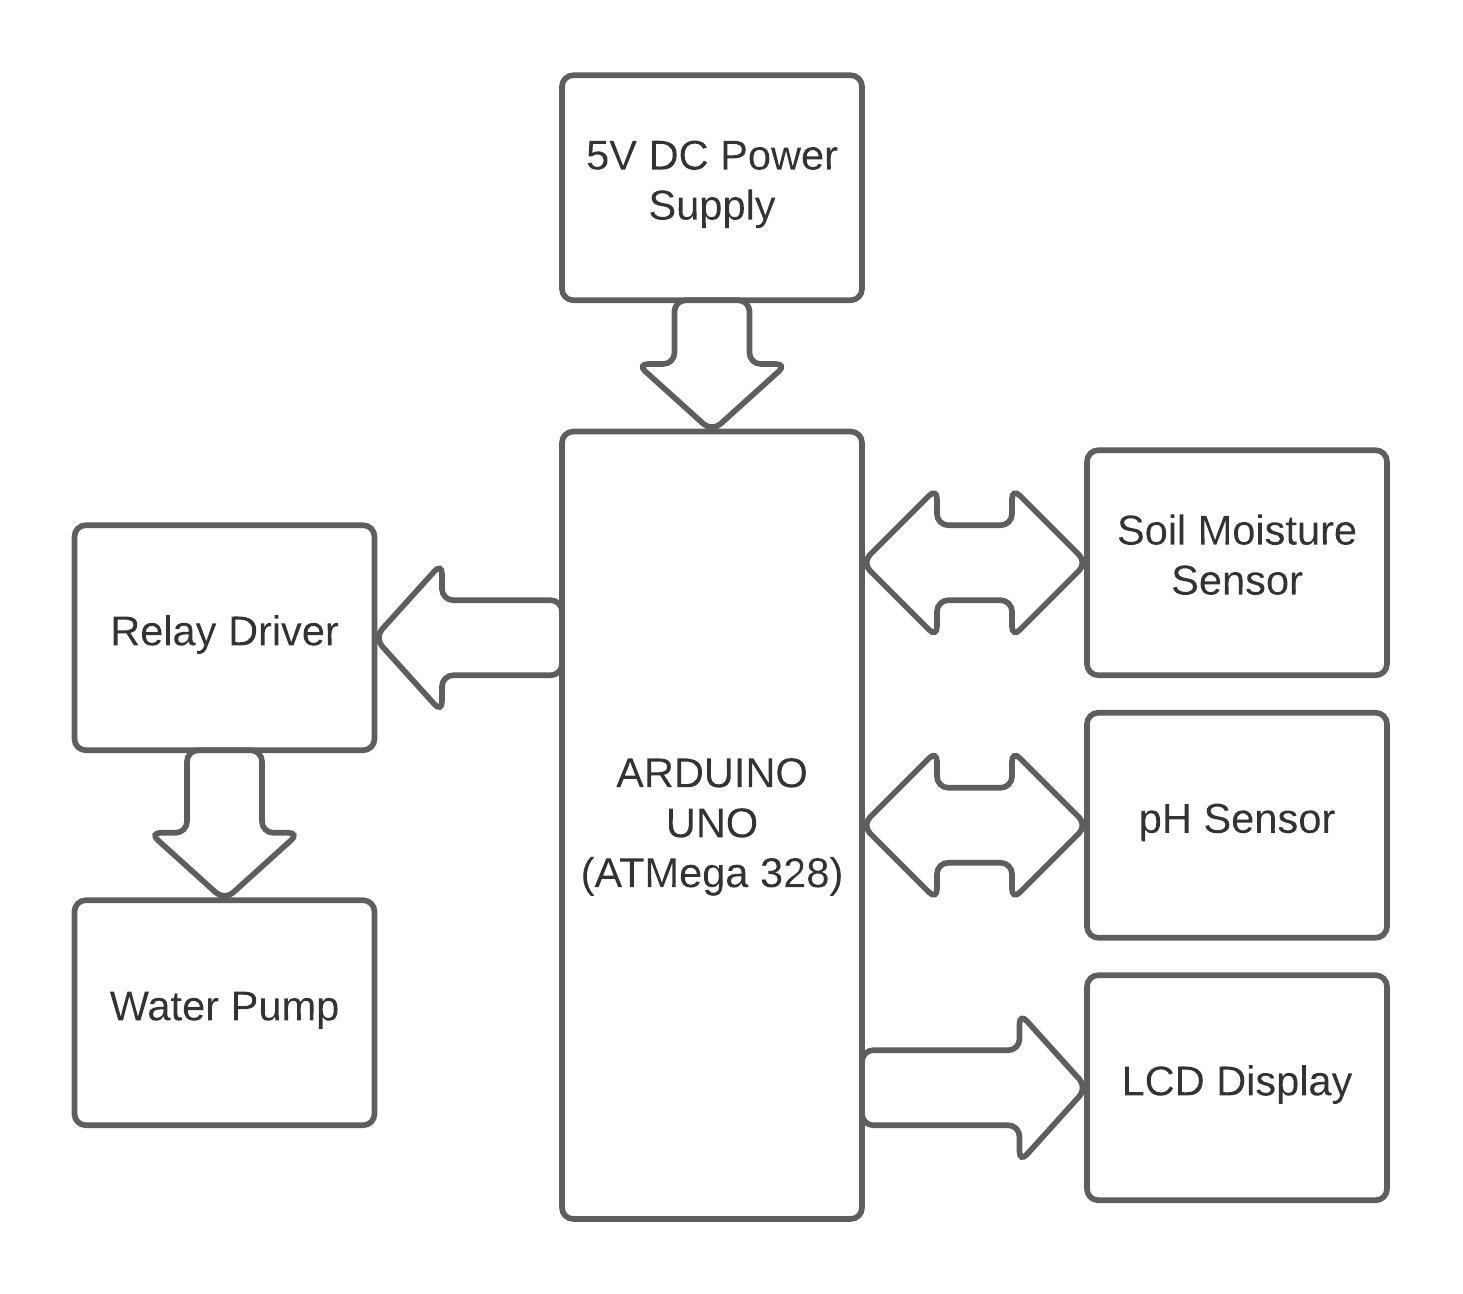 5V DC Power
Supply
Soil Moisture
Sensor
Relay Driver
ARDUINO
UNO
(ATMega 328)
pH Sensor
Water Pump
LCD Display